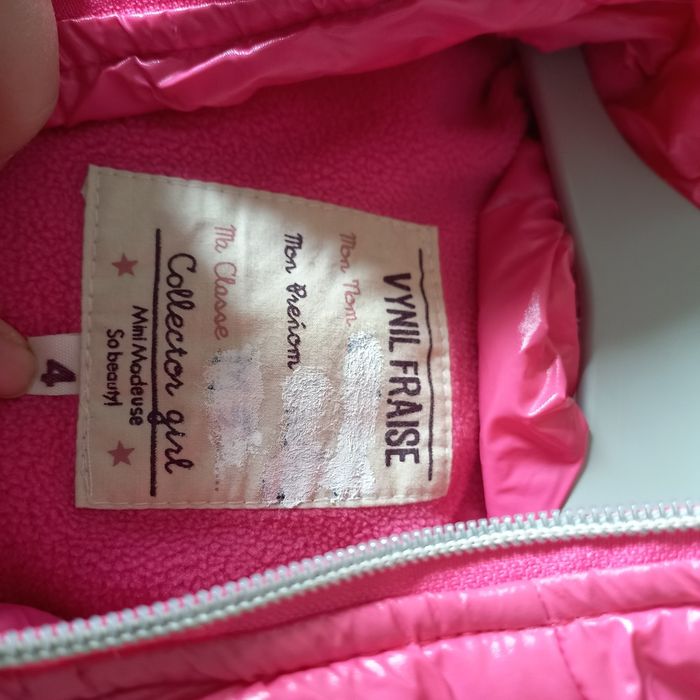 VYNIL FRAISE
Mon Nom
Mon Prénom
Ma Classe
Collector girl
Mini Modeuse
So beauty!
4